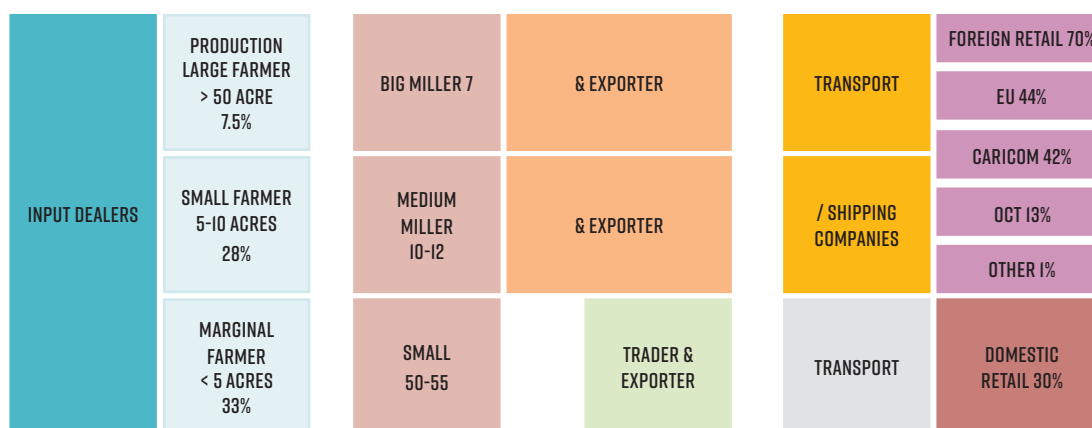 INPUT DEALERS
PRODUCTION
LARGE FARMER
> 50 ACRE
7.5%
SMALL FARMER
5-10 ACRES
28%
MARGINAL
FARMER
< 5 ACRES
33%
BIG MILLER 7
MEDIUM
MILLER
10-12
SMALL
50-55
& EXPORTER
& EXPORTER
TRADER &
EXPORTER
TRANSPORT
/ SHIPPING
COMPANIES
TRANSPORT
FOREIGN RETAIL 70%
EU 44%
CARICOM 42%
OCT 13%
OTHER 1%
DOMESTIC
RETAIL 30%